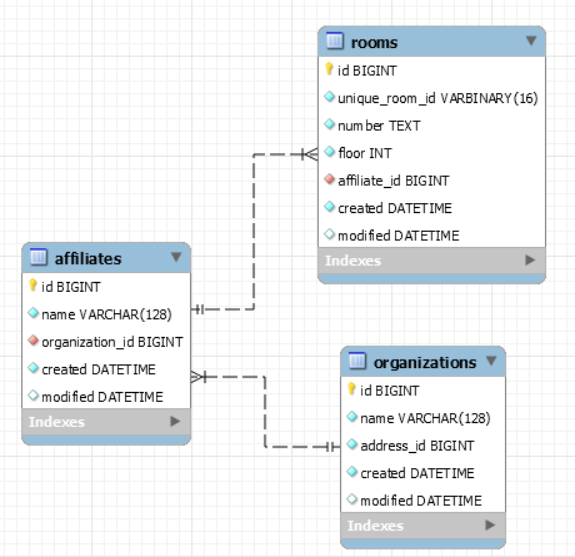 rooms
id BIGINT
unique_room_id VARBINARY(16)
number TEXT
floor INT
affiliate_id BIGINT
created DATETIME
modified DATETIME
Indexes
affiliates
id BIGINT
name VARCHAR(128)
organization_id BIGINT
created DATETIME
modified DATETIME
Indexes
organizations
id BIGINT
name VARCHAR(128)
address_id BIGINT
created DATETIME
modified DATETIME
Indexes